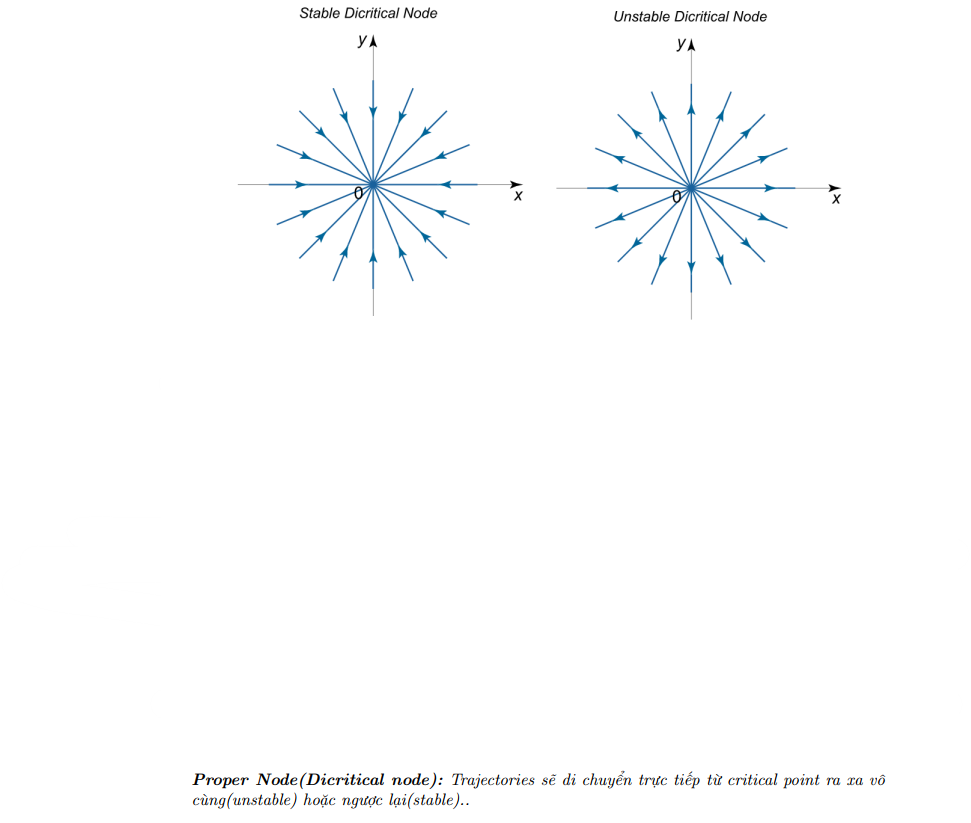 Stable Dicritical Node
Unstable Dicritical Node
y
y
0
x
0
x
Proper Node(Dicritical node): Trajectories sẽ di chuyển trực tiếp từ critical point ra xa vô
cùng(unstable) hoặc ngược lại(stable)..